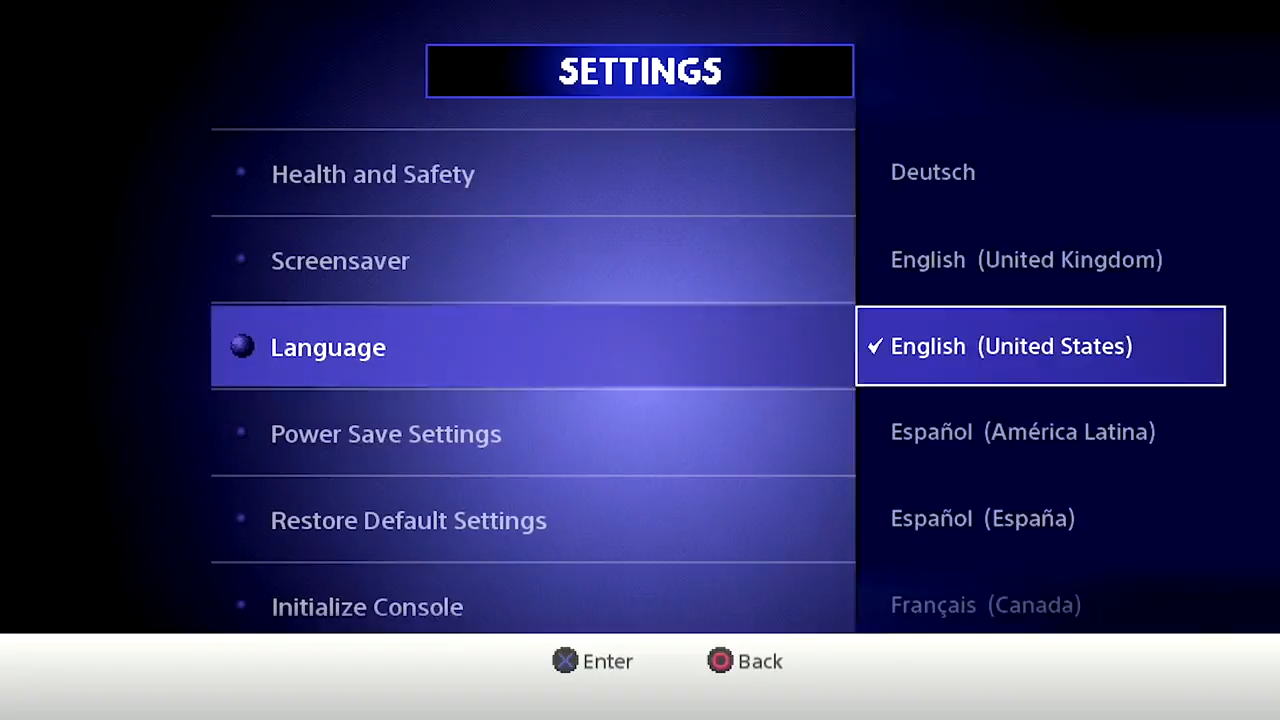 SETTINGS
Health and Safety
Screensaver
Language
Power Save Settings
Restore Default Settings
Initialize Console
Deutsch
English (United Kingdom)
✓ English (United States)
Español (América Latina)
Español (España)
Français (Canada)
Enter
Back